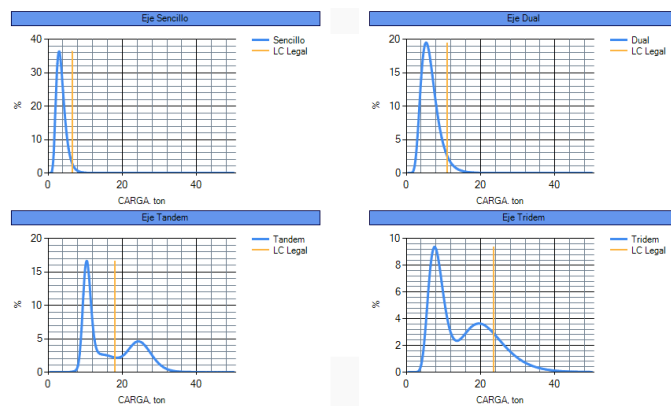 Eje Sencillo
40
30
20
10
0
%
0
20
40
CARGA. ton
Sencillo
LC Legal
Eje Dual
20
15
10
5
0
%
0
20
40
CARGA. ton
Dual
LC Legal
Eje Tandem
20
15
10
5
0
%
0
20
40
CARGA. ton
Tandem
LC Legal
Eje Tridem
10
8
6
4
2
0
%
0
20
40
CARGA. ton
Tridem
LC Legal